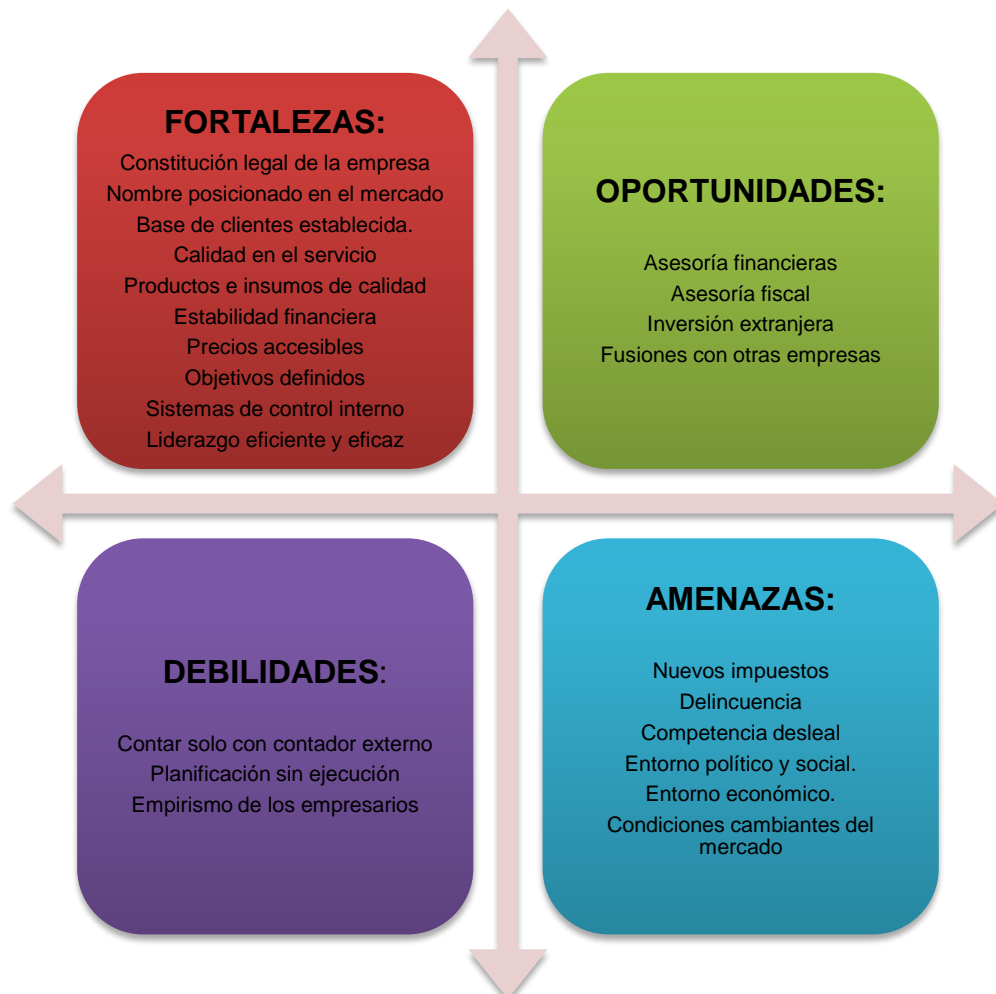 FORTALEZAS:
Constitución legal de la empresa
Nombre posicionado en el mercado
Base de clientes establecida.
Calidad en el servicio
Productos e insumos de calidad
Estabilidad financiera
Precios accesibles
Objetivos definidos
Sistemas de control interno
Liderazgo eficiente y eficaz
OPORTUNIDADES:
Asesoría financieras
Asesoría fiscal
Inversión extranjera
Fusiones con otras empresas
DEBILIDADES:
Contar solo con contador externo
Planificación sin ejecución
Empirismo de los empresarios
AMENAZAS:
Nuevos impuestos
Delincuencia
Competencia desleal
Entorno político y social.
Entorno económico.
Condiciones cambiantes del
mercado